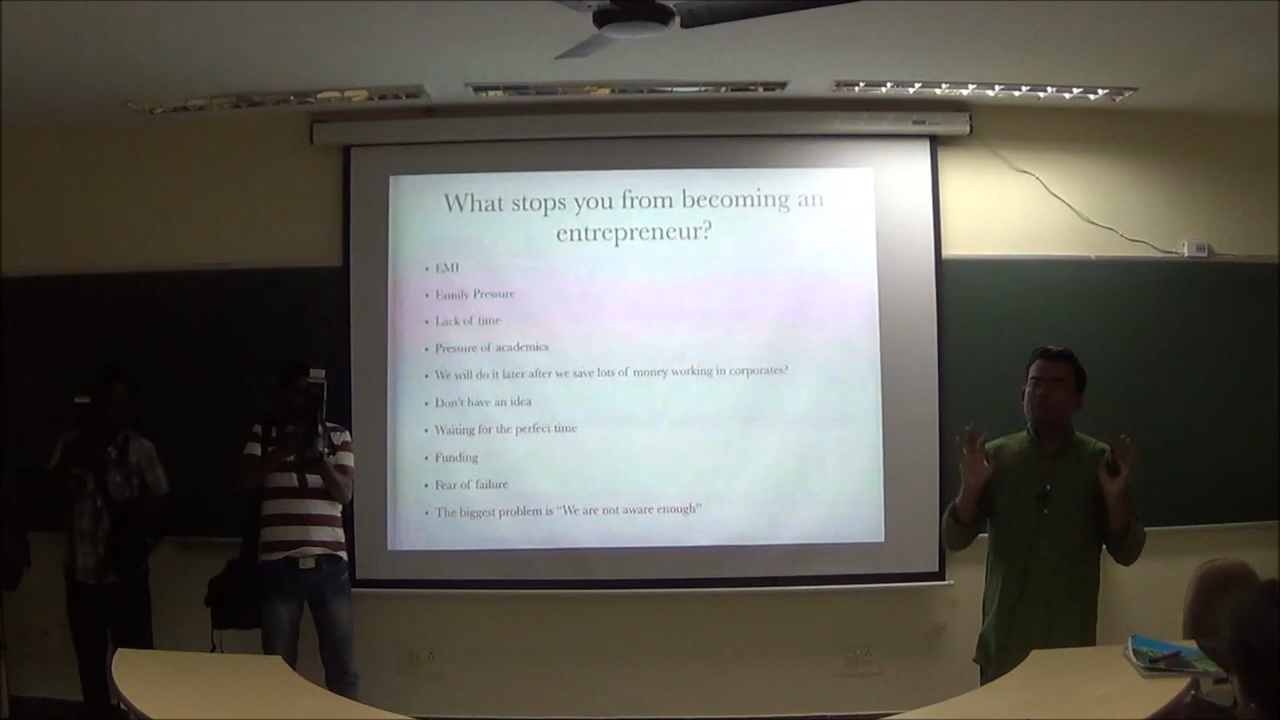 What stops you from becoming an
entrepreneur?
• EMI
• Family Pressure
• Lack of time
• Pressure of academics
• We will do it later after we save lots of money working in corporates?
• Don't have an idea
• Waiting for the perfect time
• Funding
• Fear of failure
• The biggest problem is "We are not aware enough"